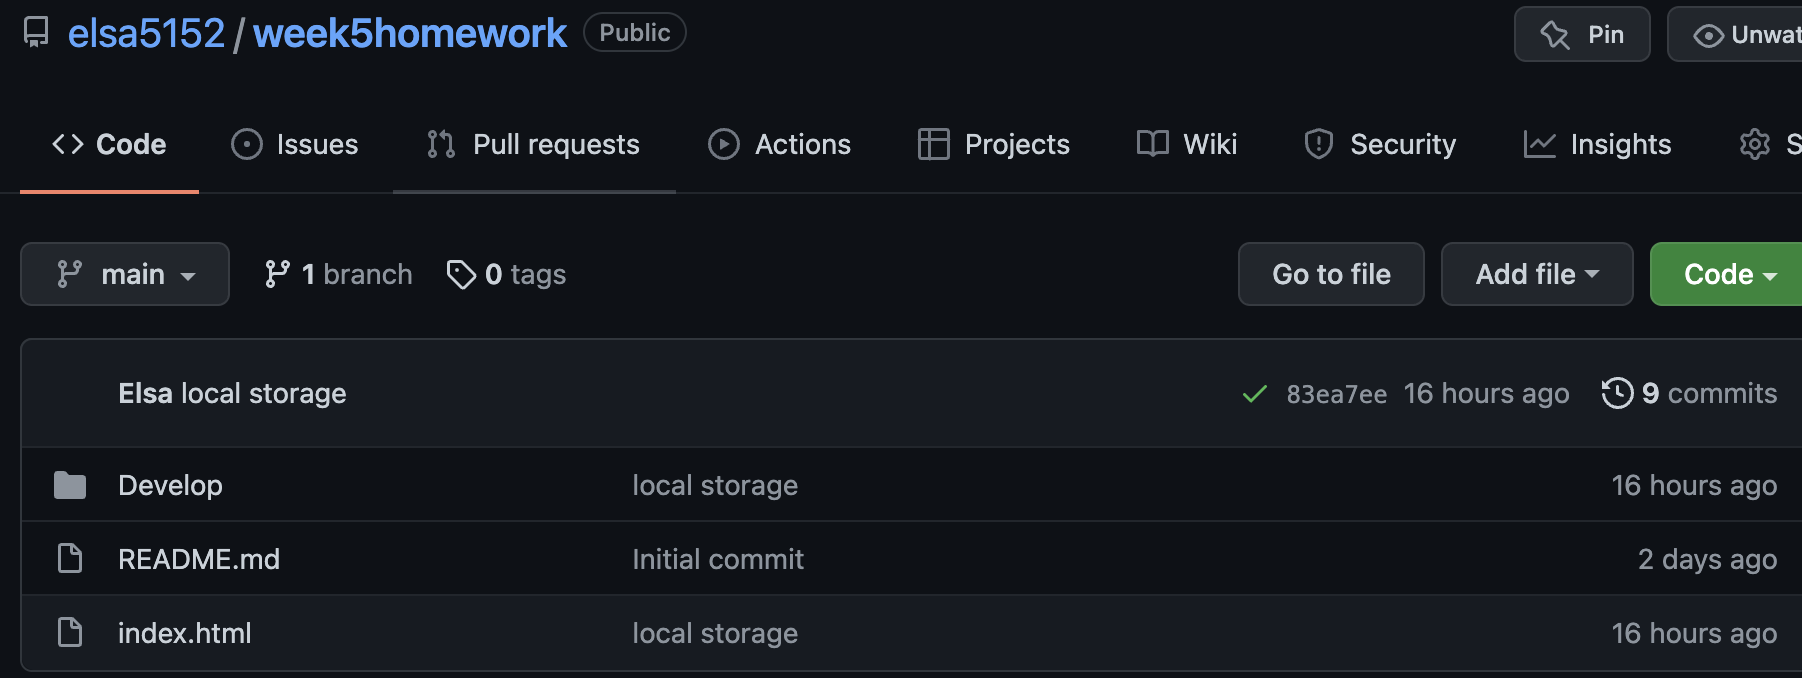 elsa5152 / week5homework Public Pin Unwat
Code Issues Pull requests Actions Projects Wiki Security Insights S
main 1 branch 0 tags Go to file Add file Code
Elsa local storage 83ea7ee 16 hours ago 9 commits
Develop local storage 16 hours ago
README.md Initial commit 2 days ago
index.html local storage 16 hours ago